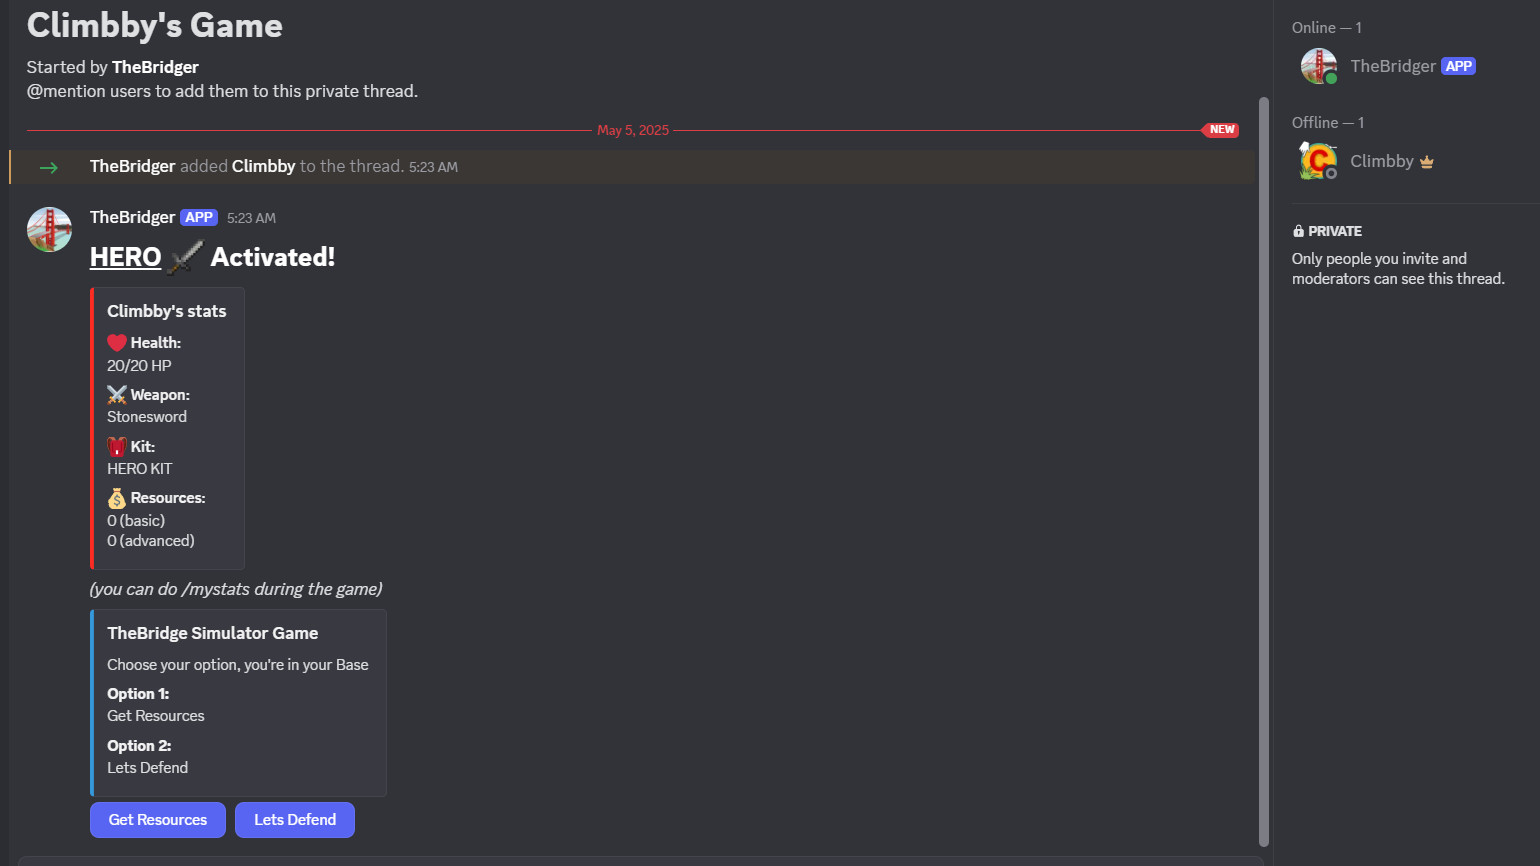 Climbby's Game
Started by TheBridger
@mention users to add them to this private thread.
May 5, 2025
NEW
TheBridger added Climbby to the thread. 5:23 AM
TheBridger APP 5:23 AM
HERO Activated!
Climbby's stats
Health:
20/20 HP
Weapon:
Stonesword
Kit:
HERO KIT
Resources:
0 (basic)
0 (advanced)
(you can do /mystats during the game)
TheBridge Simulator Game
Choose your option, you're in your Base
Option 1:
Get Resources
Option 2:
Lets Defend
Get Resources
Lets Defend
Online — 1
TheBridger APP
Offline — 1
Climbby
PRIVATE
Only people you invite and
moderators can see this thread.